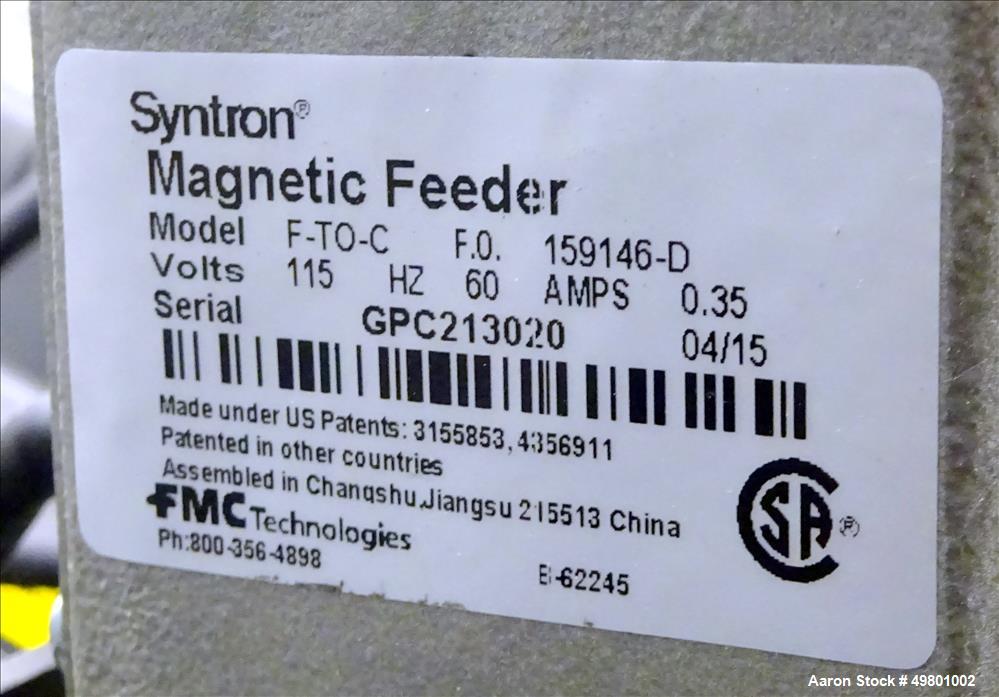 Syntron®
Magnetic Feeder
Model F-TO-C F.O. 159146-D
Volts 115 HZ 60 AMPS 0.35
Serial GPC213020 04/15
Made under US Patents: 3155853, 4356911
Patented in other countries
Assembled in Changshu,Jiangsu 215513 China
FMC Technologies
Ph:800-356-4898
SA ®
Aaron Stock # 49801002